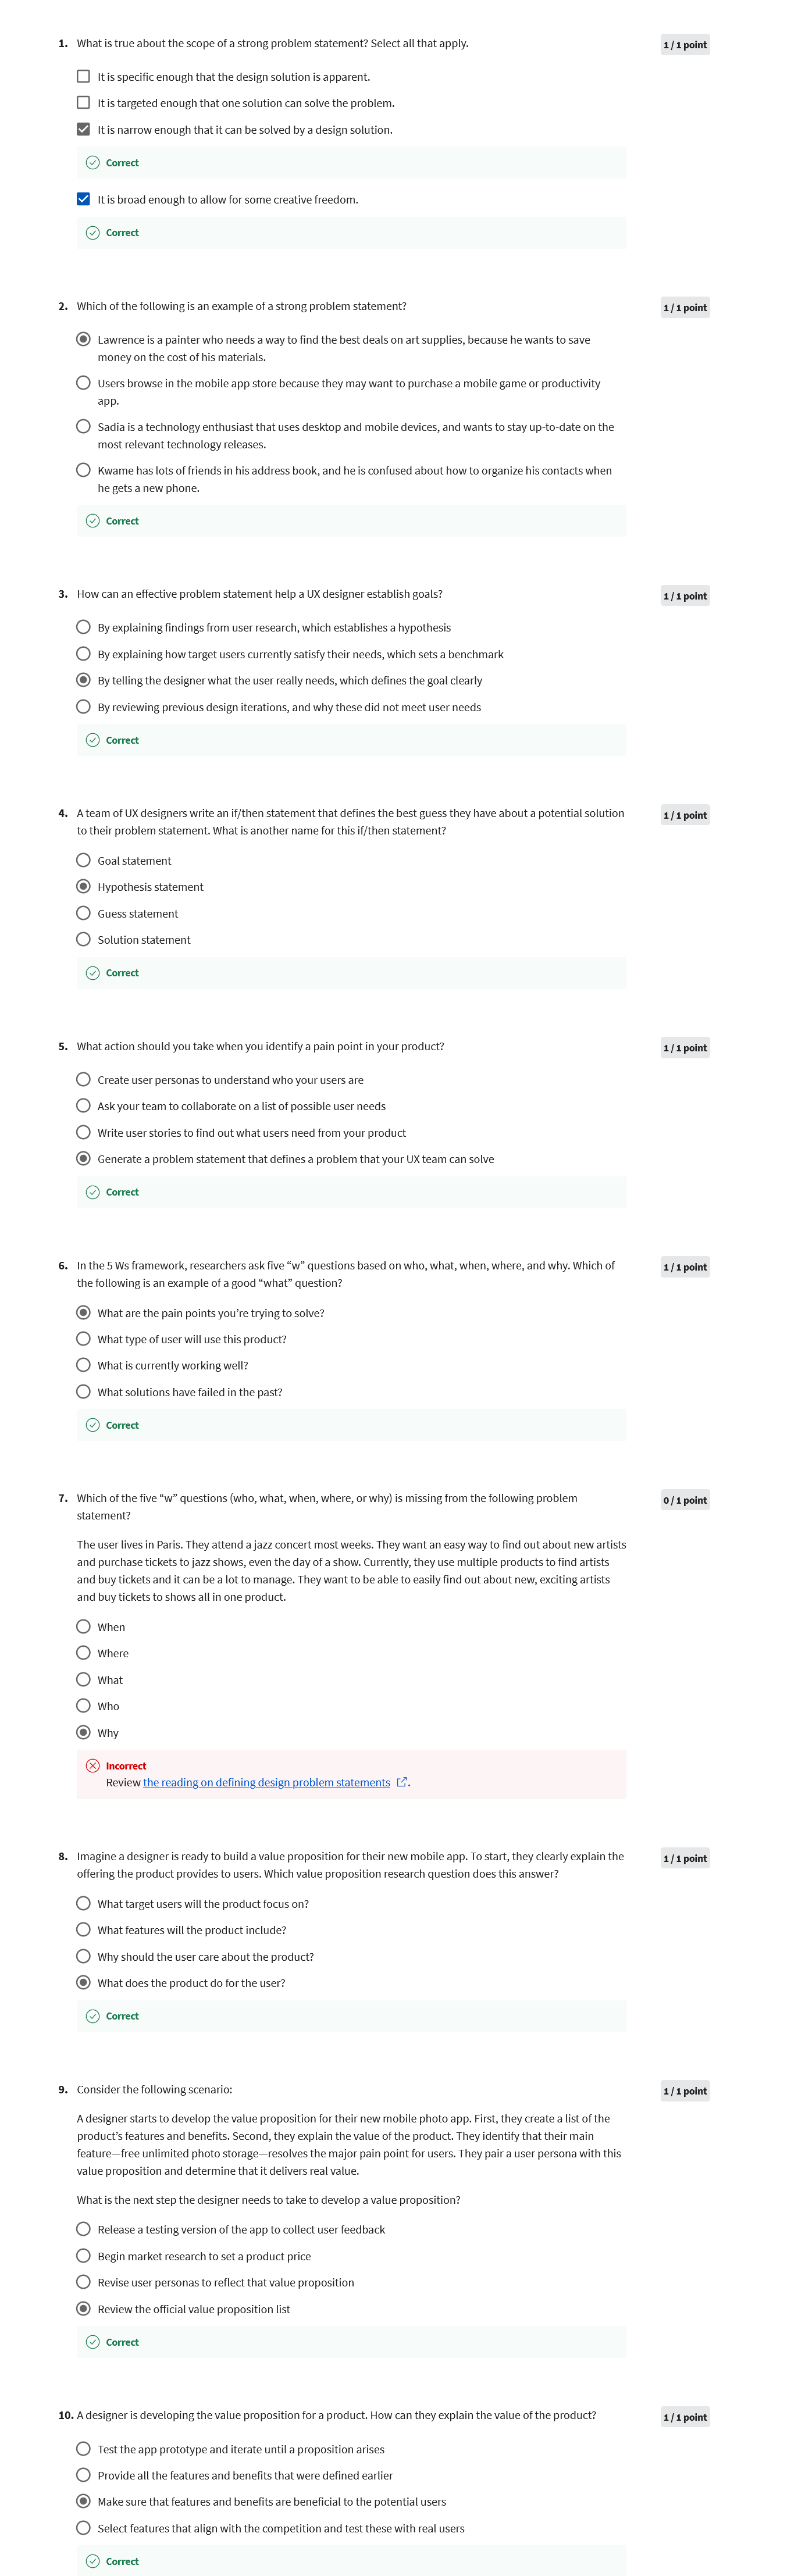 1. What is true about the scope of a strong problem statement? Select all that apply.
1 / 1 point
It is specific enough that the design solution is apparent.
It is targeted enough that one solution can solve the problem.
It is narrow enough that it can be solved by a design solution.
Correct
It is broad enough to allow for some creative freedom.
Correct
2. Which of the following is an example of a strong problem statement?
1 / 1 point
Lawrence is a painter who needs a way to find the best deals on art supplies, because he wants to save
money on the cost of his materials.
Users browse in the mobile app store because they may want to purchase a mobile game or productivity
app.
Sadia is a technology enthusiast that uses desktop and mobile devices, and wants to stay up-to-date on the
most relevant technology releases.
Kwame has lots of friends in his address book, and he is confused about how to organize his contacts when
he gets a new phone.
Correct
3. How can an effective problem statement help a UX designer establish goals?
1 / 1 point
By explaining findings from user research, which establishes a hypothesis
By explaining how target users currently satisfy their needs, which sets a benchmark
By telling the designer what the user really needs, which defines the goal clearly
By reviewing previous design iterations, and why these did not meet user needs
Correct
4. A team of UX designers write an if/then statement that defines the best guess they have about a potential solution
to their problem statement. What is another name for this if/then statement?
1 / 1 point
Goal statement
Hypothesis statement
Guess statement
Solution statement
Correct
5. What action should you take when you identify a pain point in your product?
1 / 1 point
Create user personas to understand who your users are
Ask your team to collaborate on a list of possible user needs
Write user stories to find out what users need from your product
Generate a problem statement that defines a problem that your UX team can solve
Correct
6. In the 5 Ws framework, researchers ask five “w” questions based on who, what, when, where, and why. Which of
the following is an example of a good “what” question?
1 / 1 point
What are the pain points you’re trying to solve?
What type of user will use this product?
What is currently working well?
What solutions have failed in the past?
Correct
7. Which of the five “w” questions (who, what, when, where, or why) is missing from the following problem
statement?
0 / 1 point
The user lives in Paris. They attend a jazz concert most weeks. They want an easy way to find out about new artists
and purchase tickets to jazz shows, even the day of a show. Currently, they use multiple products to find artists
and buy tickets and it can be a lot to manage. They want to be able to easily find out about new, exciting artists
and buy tickets to shows all in one product.
When
Where
What
Who
Why
Incorrect
Review the reading on defining design problem statements.
8. Imagine a designer is ready to build a value proposition for their new mobile app. To start, they clearly explain the
offering the product provides to users. Which value proposition research question does this answer?
1 / 1 point
What target users will the product focus on?
What features will the product include?
Why should the user care about the product?
What does the product do for the user?
Correct
9. Consider the following scenario:
1 / 1 point
A designer starts to develop the value proposition for their new mobile photo app. First, they create a list of the
product’s features and benefits. Second, they explain the value of the product. They identify that their main
feature—free unlimited photo storage—resolves the major pain point for users. They pair a user persona with this
value proposition and determine that it delivers real value.
What is the next step the designer needs to take to develop a value proposition?
Release a testing version of the app to collect user feedback
Begin market research to set a product price
Revise user personas to reflect that value proposition
Review the official value proposition list
Correct
10. A designer is developing the value proposition for a product. How can they explain the value of the product?
1 / 1 point
Test the app prototype and iterate until a proposition arises
Provide all the features and benefits that were defined earlier
Make sure that features and benefits are beneficial to the potential users
Select features that align with the competition and test these with real users
Correct